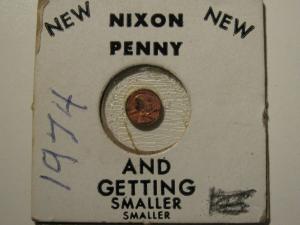 NEW NEW
NIXON
PENNY
1974
AND
GETTING
SMALLER
SMALLER